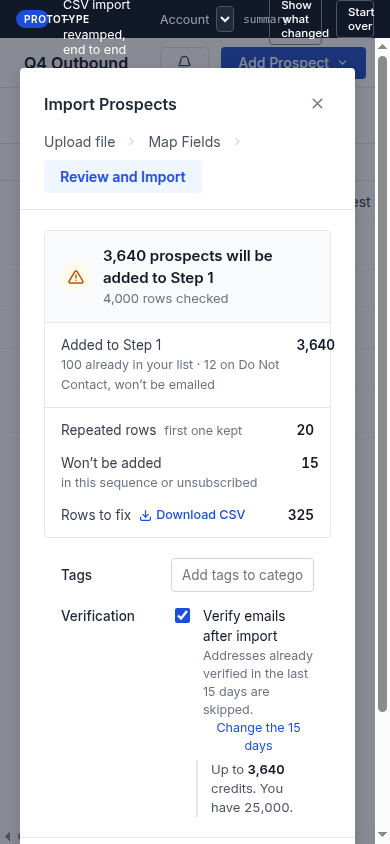 PROTOTYPE
CSV import
revamped,
end to end
Account
summary
Show
what
changed
Start
over
Q4 Outbound
Add Prospect
Import Prospects
Upload file
Map Fields
Review and Import
est
3,640 prospects will be
added to Step 1
4,000 rows checked
Added to Step 1 3,640
100 already in your list · 12 on Do Not
Contact, won’t be emailed
Repeated rows first one kept 20
Won’t be added 15
in this sequence or unsubscribed
Rows to fix Download CSV 325
Tags Add tags to catego
Verification Verify emails
after import
Addresses already
verified in the last
15 days are
skipped.
Change the 15
days
Up to 3,640
credits. You
have 25,000.